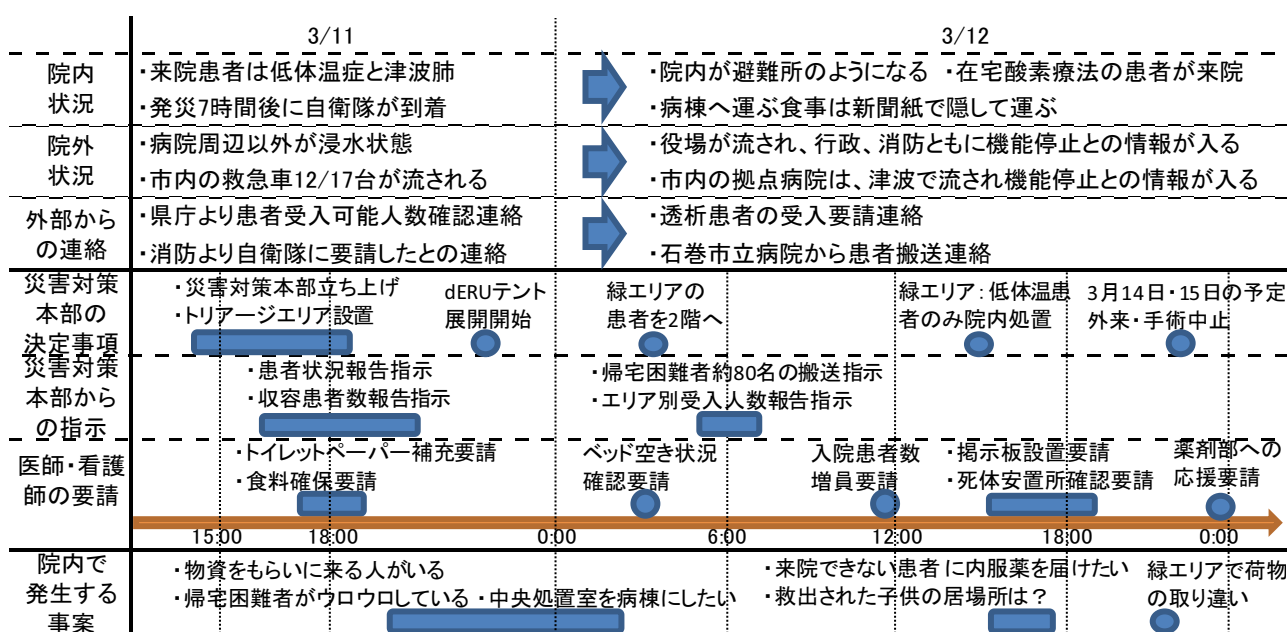 3/11 3/12
院内
状況
・来院患者は低体温症と津波肺
・発災7時間後に自衛隊が到着
・院内が避難所のようになる ・在宅酸素療法の患者が来院
・病棟へ運ぶ食事は新聞紙で隠して運ぶ
院外
状況
・病院周辺以外が浸水状態
・市内の救急車12/17台が流される
・役場が流され、行政、消防ともに機能停止との情報が入る
・市内の拠点病院は、津波で流され機能停止との情報が入る
外部から
の連絡
・県庁より患者受入可能人数確認連絡
・消防より自衛隊に要請したとの連絡
・透析患者の受入要請連絡
・石巻市立病院から患者搬送連絡
災害対策
本部の
決定事項
・災害対策本部立ち上げ
・トリアージエリア設置
dERUテント
展開開始
緑エリアの
患者を2階へ
緑エリア:低体温患
者のみ院内処置
3月14日・15日の予定
外来・手術中止
災害対策
本部から
の指示
・患者状況報告指示
・収容患者数報告指示
・帰宅困難者約80名の搬送指示
・エリア別受入人数報告指示
医師・看護
師の要請
・トイレットペーパー補充要請
・食料確保要請
ベッド空き状況
確認要請
入院患者数
増員要請
・掲示板設置要請
・死体安置所確認要請
薬剤部への
応援要請
15:00 18:00 0:00 6:00 12:00 18:00 0:00
院内で
発生する
事案
・物資をもらいに来る人がいる
・帰宅困難者がウロウロしている ・中央処置室を病棟にしたい
・来院できない患者に内服薬を届けたい
・救出された子供の居場所は?
緑エリアで荷物
の取り違い